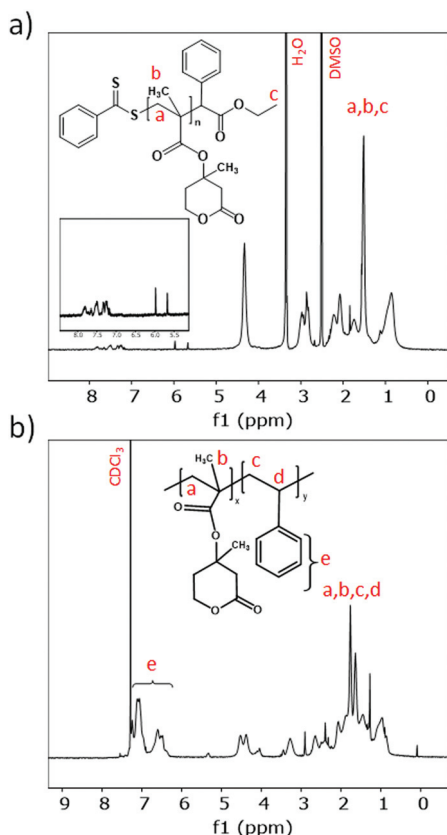 a)
H₂O
DMSO
b
H₃C
c
a,b,c
S
S
a
n
O
O
O
O
CH₃
O
O
8.5 8.0 7.5 7.0 6.5 6.0 5.5
8 7 6 5 4 3 2 1 0
f1 (ppm)
b)
CDCl₃
b
c
H₃C
a
d
x
y
O
O
CH₃
e
O
O
a,b,c,d
e
9 8 7 6 5 4 3 2 1 0
f1 (ppm)